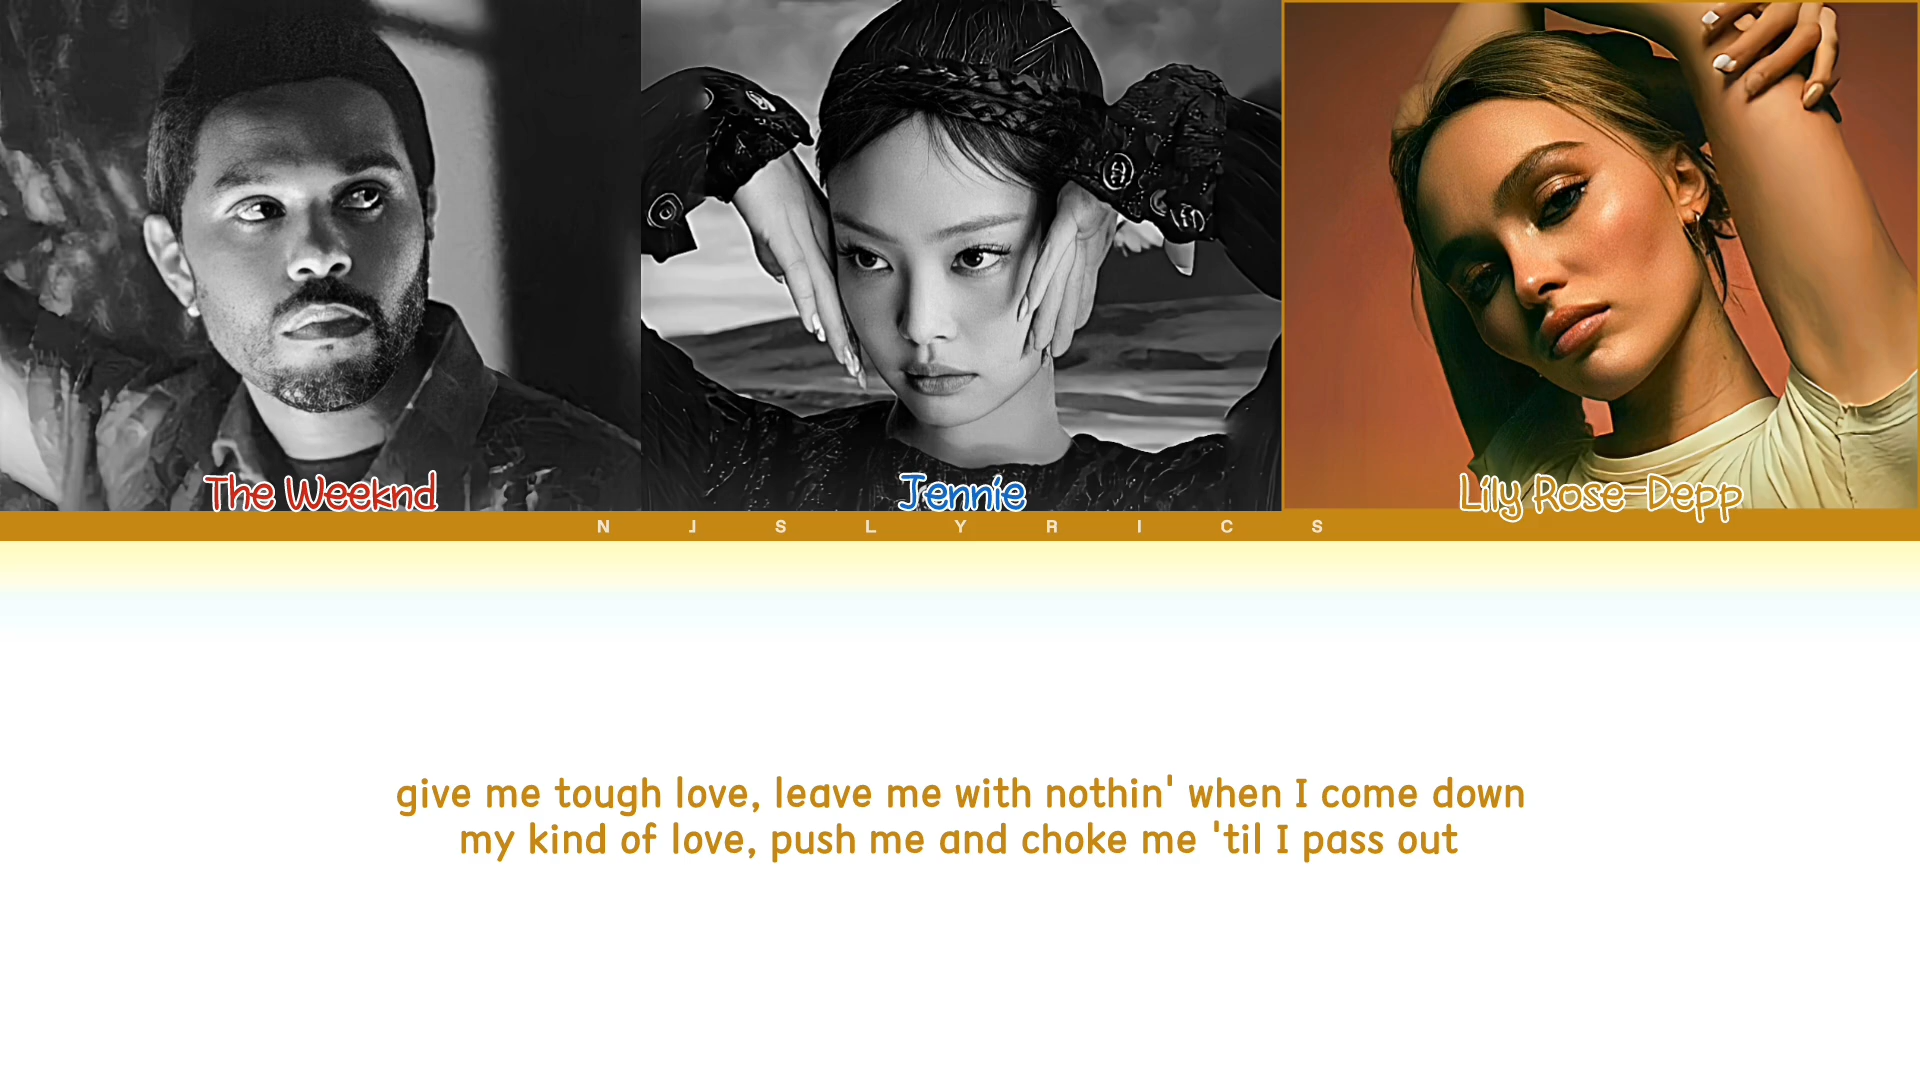 The Weeknd
Jennie
Lily Rose-Depp
N J S L Y R I C S
give me tough love, leave me with nothin' when I come down
my kind of love, push me and choke me 'til I pass out